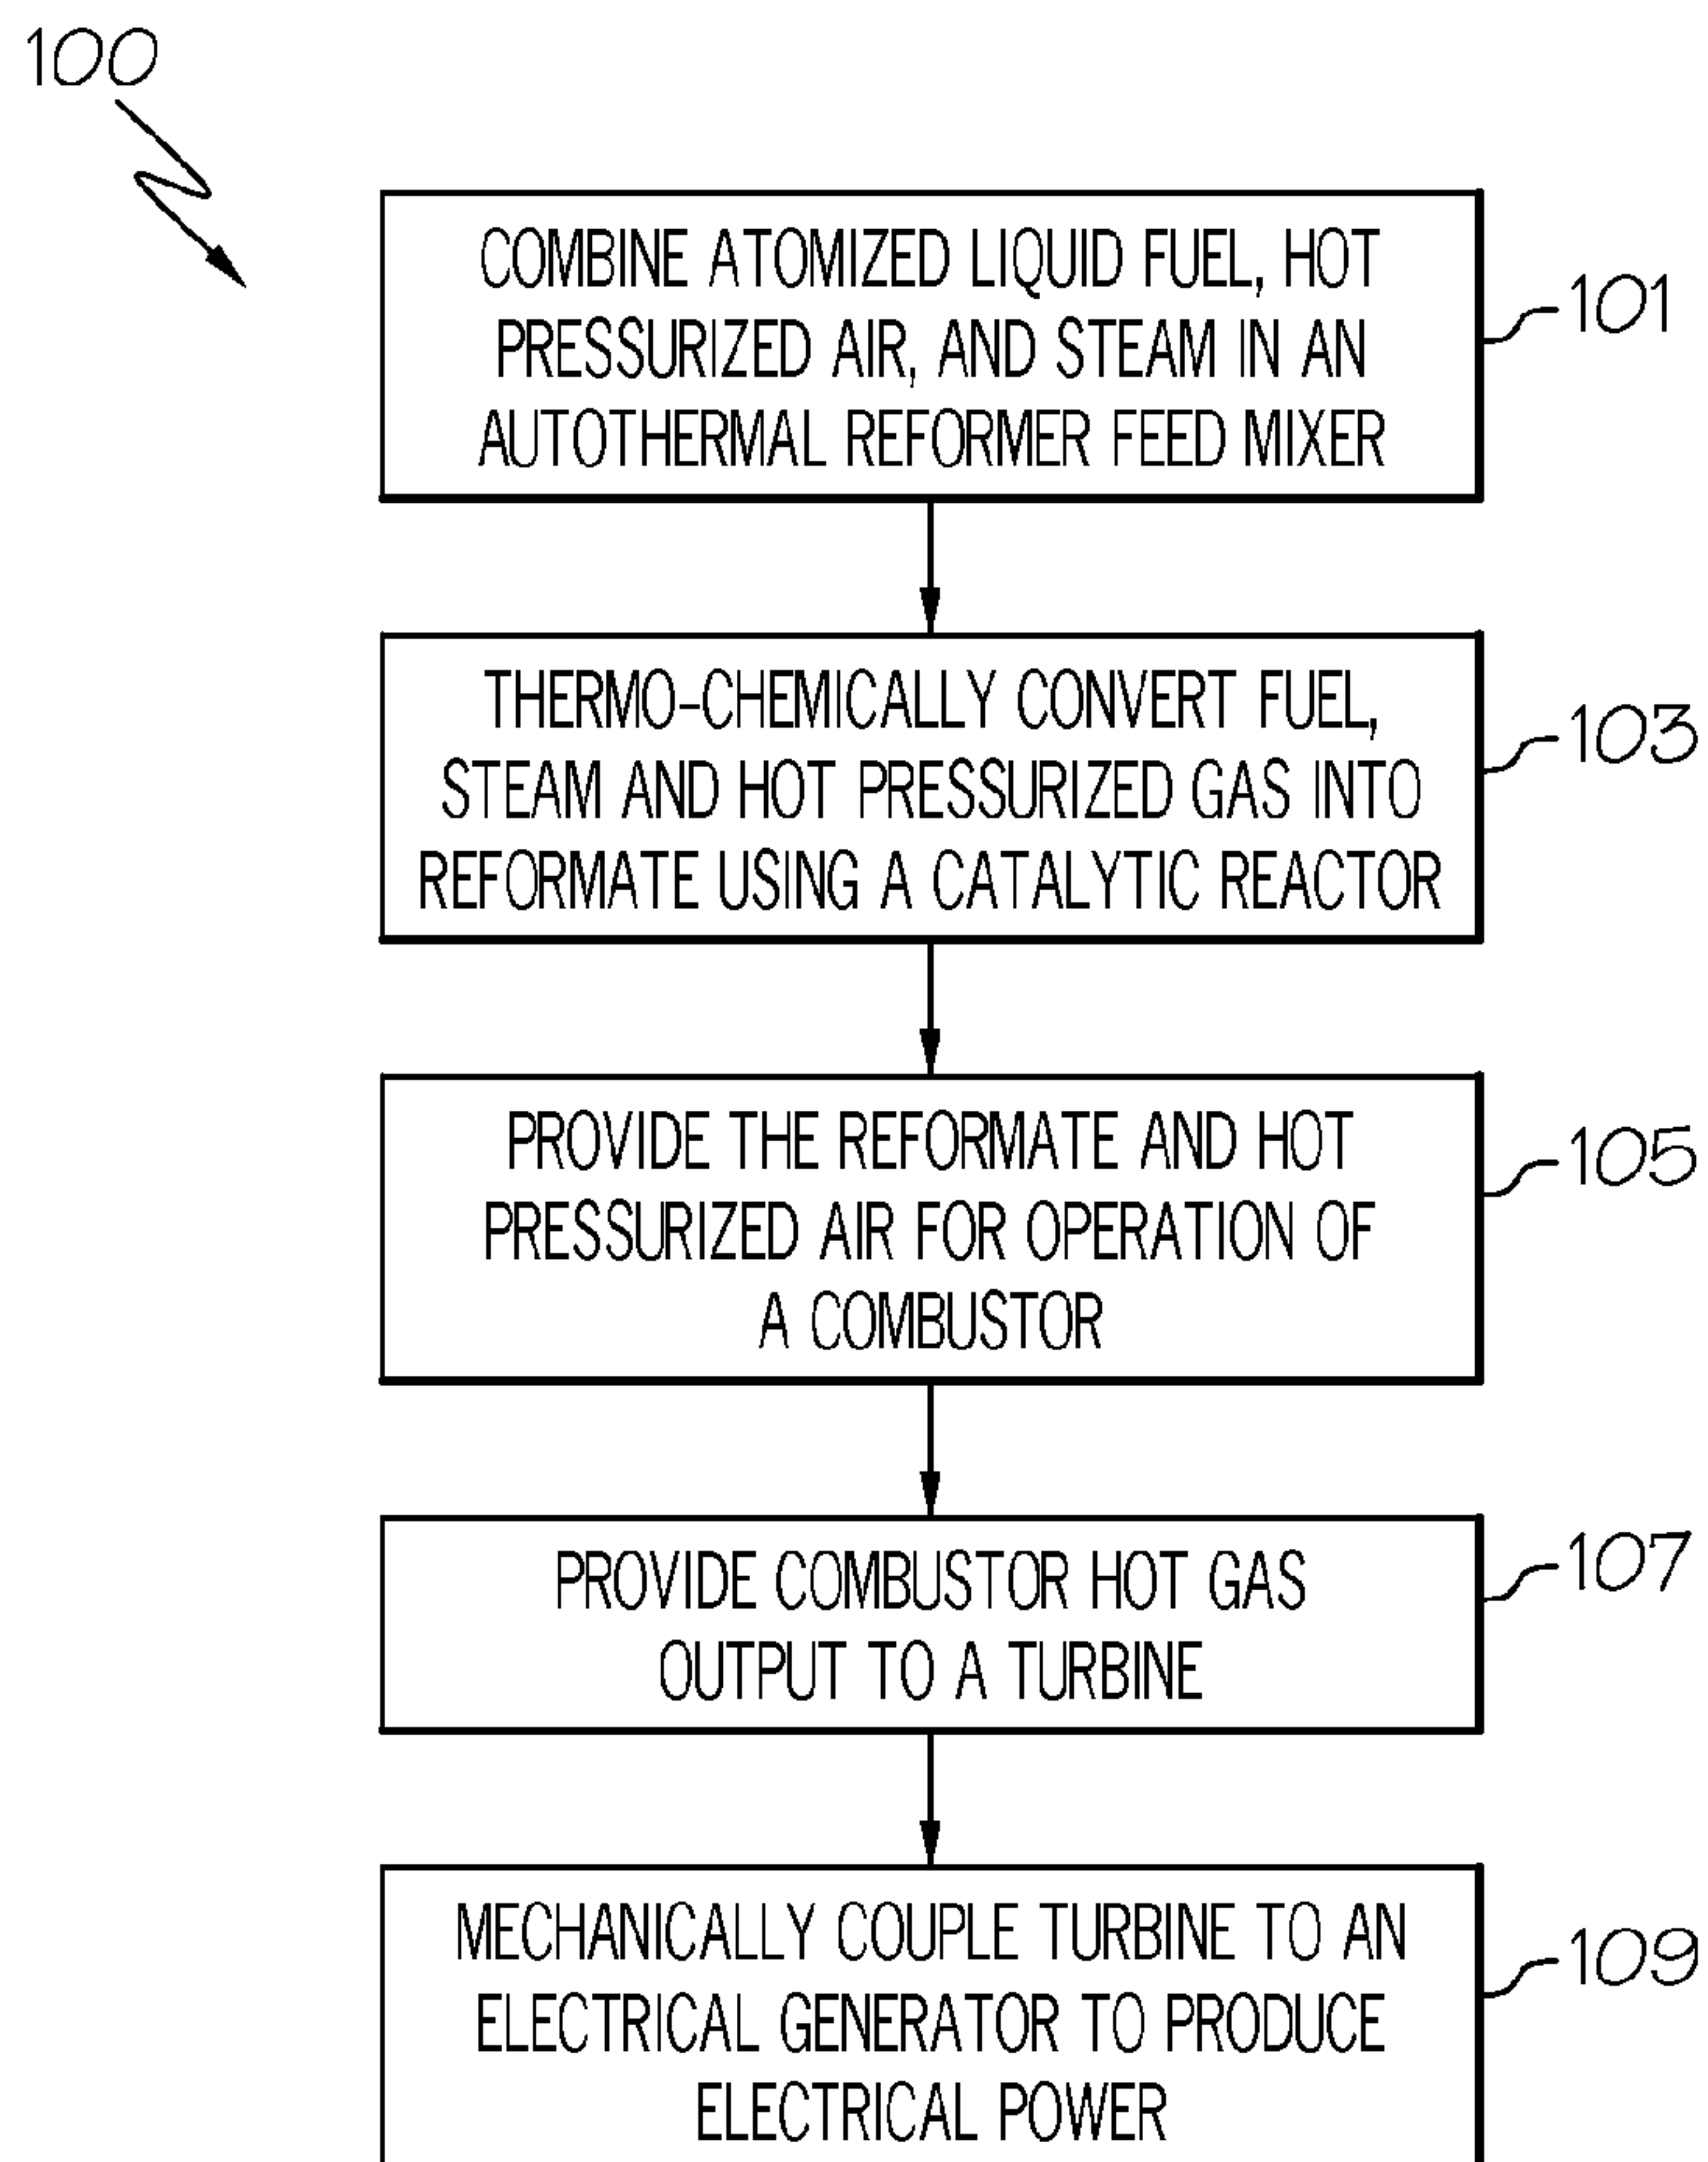 100
COMBINE ATOMIZED LIQUID FUEL, HOT
PRESSURIZED AIR, AND STEAM IN AN
AUTOTHERMAL REFORMER FEED MIXER
101
THERMO-CHEMICALLY CONVERT FUEL,
STEAM AND HOT PRESSURIZED GAS INTO
REFORMATE USING A CATALYTIC REACTOR
103
PROVIDE THE REFORMATE AND HOT
PRESSURIZED AIR FOR OPERATION OF
A COMBUSTOR
105
PROVIDE COMBUSTOR HOT GAS
OUTPUT TO A TURBINE
107
MECHANICALLY COUPLE TURBINE TO AN
ELECTRICAL GENERATOR TO PRODUCE
ELECTRICAL POWER
109